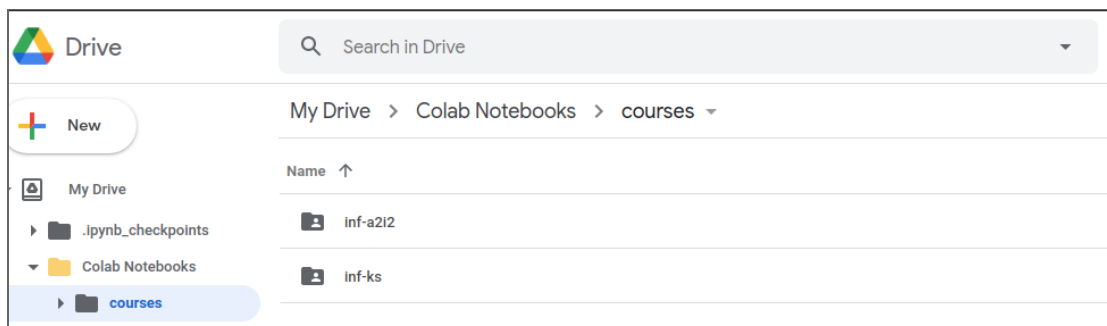 Drive
Search in Drive
New
My Drive > Colab Notebooks > courses
Name
My Drive
.ipynb_checkpoints
Colab Notebooks
courses
inf-a2i2
inf-ks